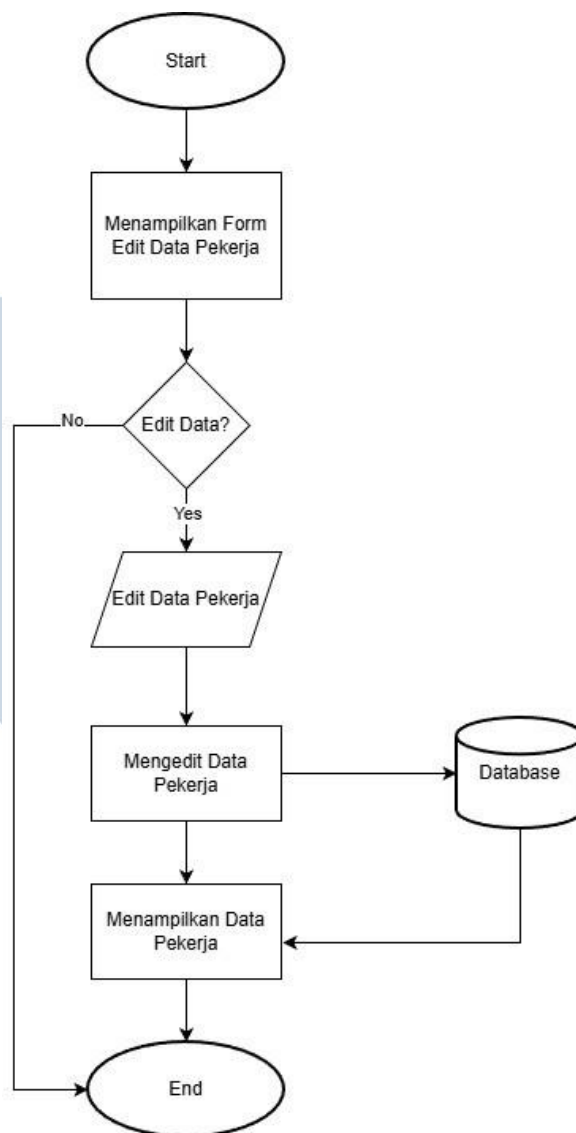 Start
Menampilkan Form
Edit Data Pekerja
No
Edit Data?
Yes
Edit Data Pekerja
Mengedit Data
Pekerja
Database
Menampilkan Data
Pekerja
End